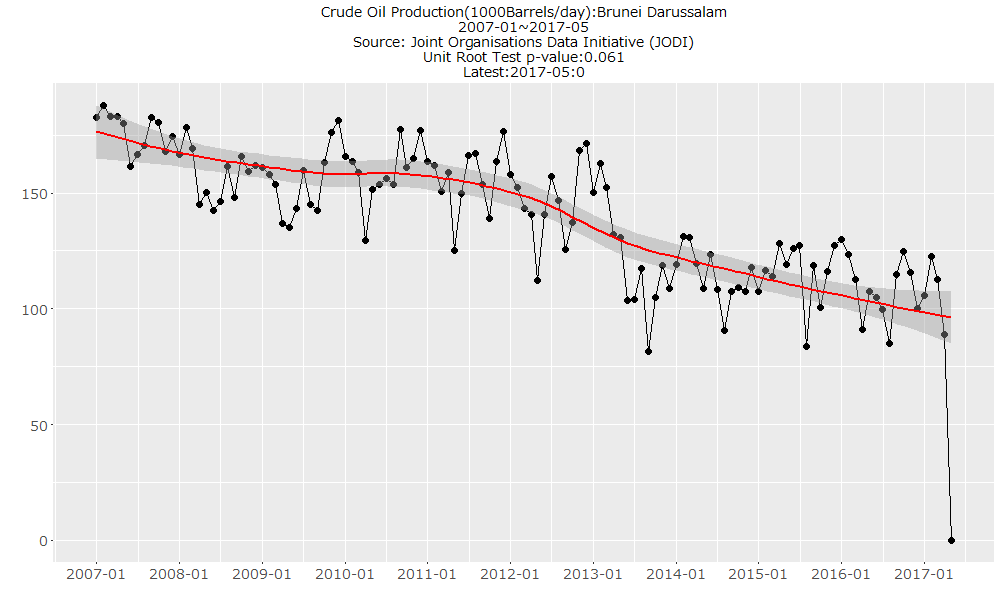 Crude Oil Production(1000Barrels/day):Brunei Darussalam
2007-01~2017-05
Source: Joint Organisations Data Initiative (JODI)
Unit Root Test p-value:0.061
Latest:2017-05:0
150
100
50
0
2007-01 2008-01 2009-01 2010-01 2011-01 2012-01 2013-01 2014-01 2015-01 2016-01 2017-01